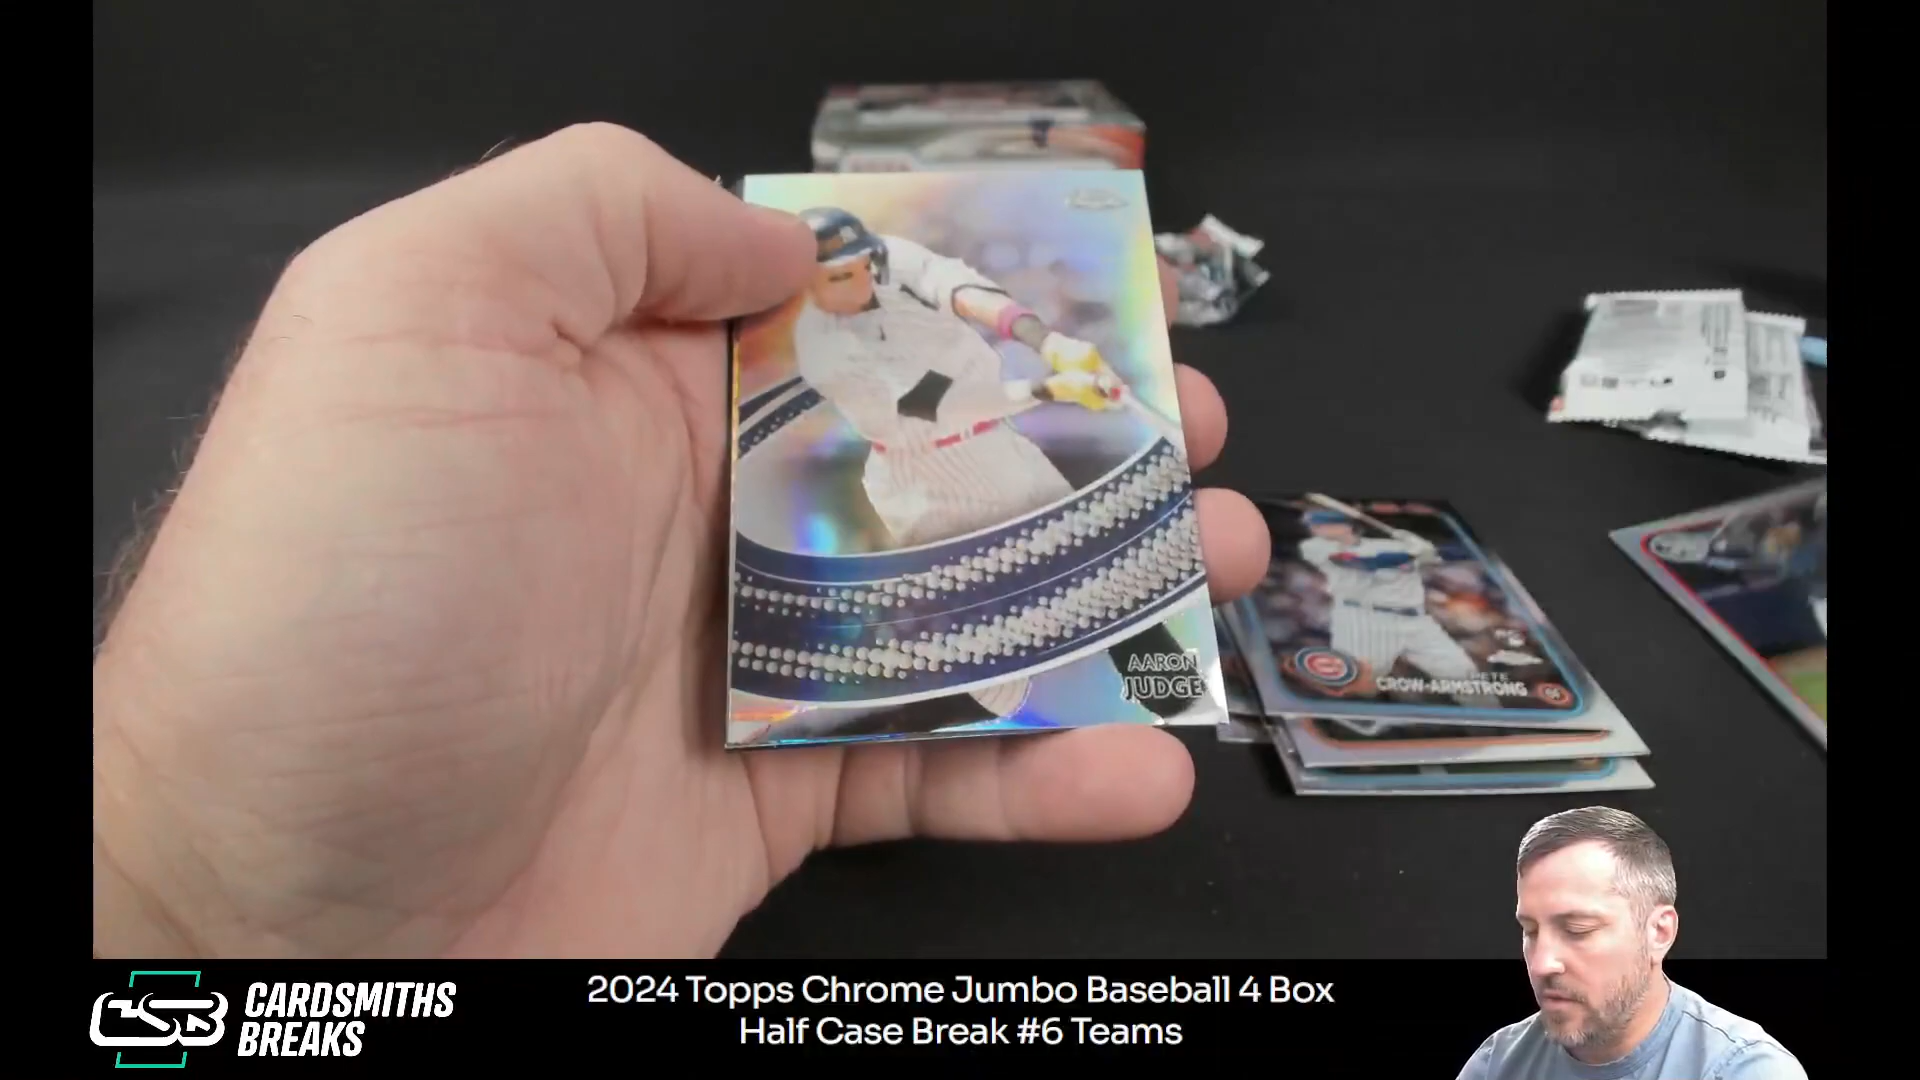 AARON
JUDGE
PETE
CROW-ARMSTRONG
CSB
CARDSMITHS
BREAKS
2024 Topps Chrome Jumbo Baseball 4 Box
Half Case Break #6 Teams